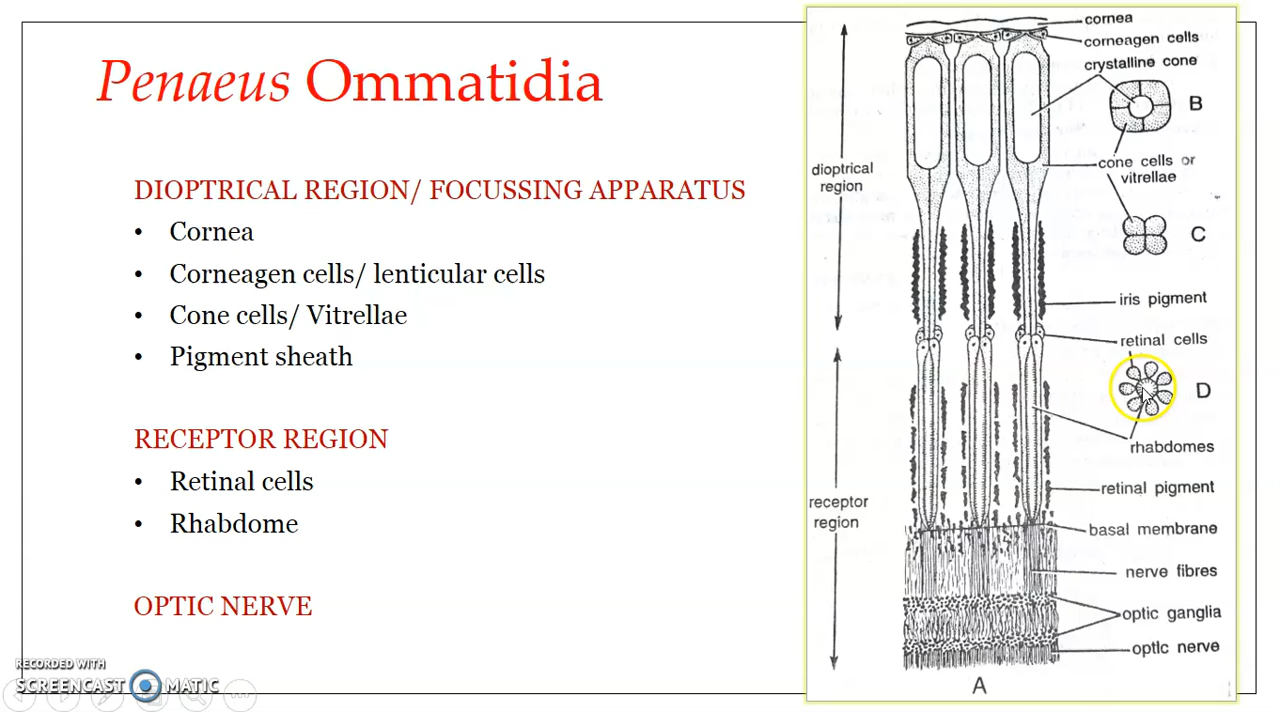 Penaeus Ommatidia
DIOPTRICAL REGION/ FOCUSSING APPARATUS
• Cornea
• Corneagen cells/ lenticular cells
• Cone cells/ Vitrellae
• Pigment sheath
RECEPTOR REGION
• Retinal cells
• Rhabdome
OPTIC NERVE
RECORDED WITH
SCREENCAST MATIC
cornea
corneagen cells
crystalline cone
B
dioptrical
region
cone cells or
vitrellae
C
iris pigment
retinal cells
D
rhabdomes
receptor
region
retinal pigment
basal membrane
nerve fibres
optic ganglia
optic nerve
A